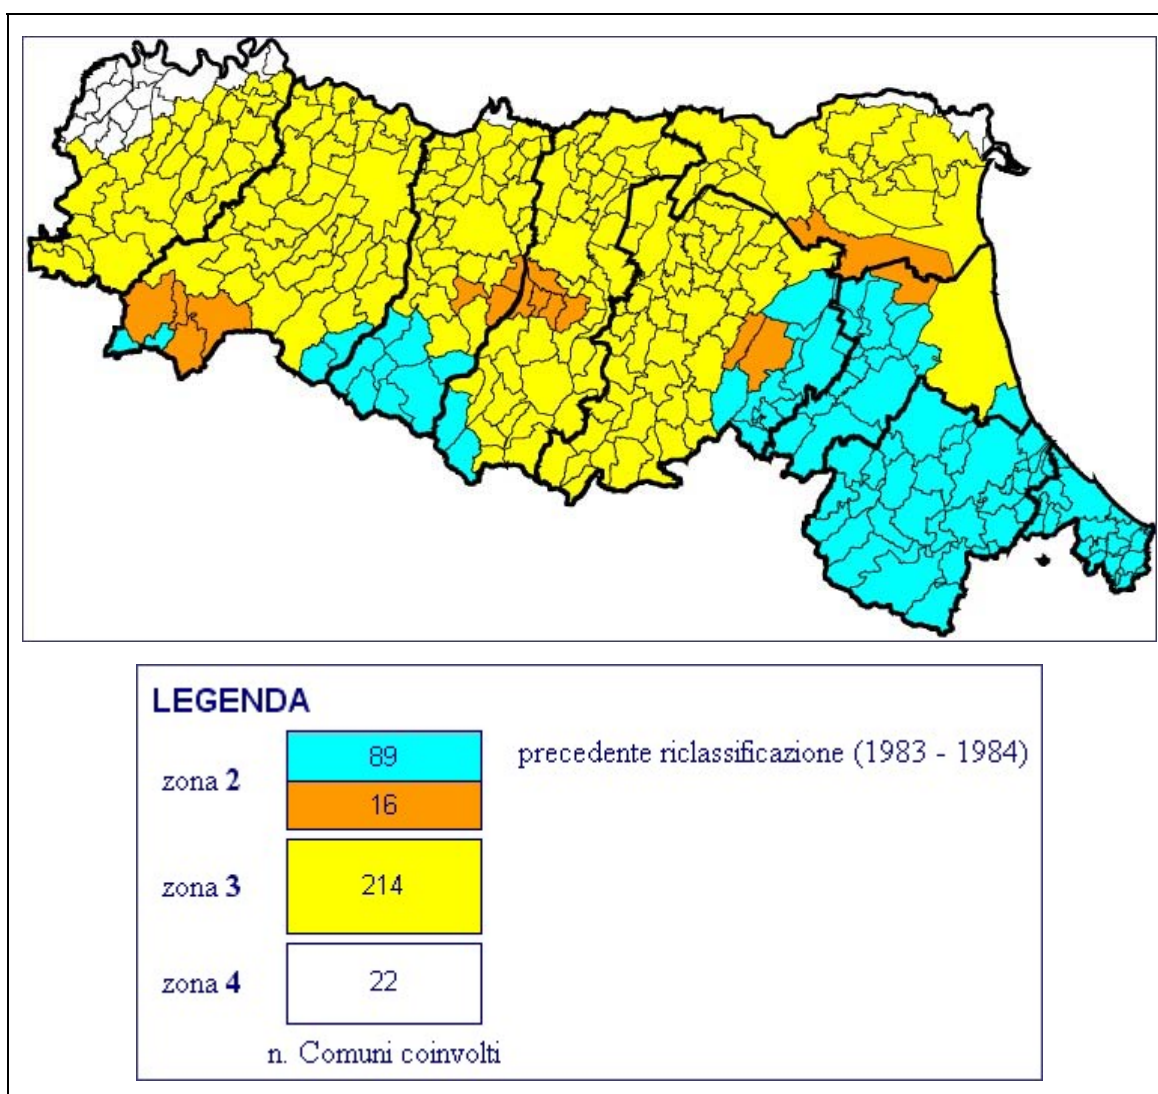 LEGENDA
zona 2
89
precedente riclassificazione (1983 - 1984)
16
zona 3
214
zona 4
22
n. Comuni coinvolti